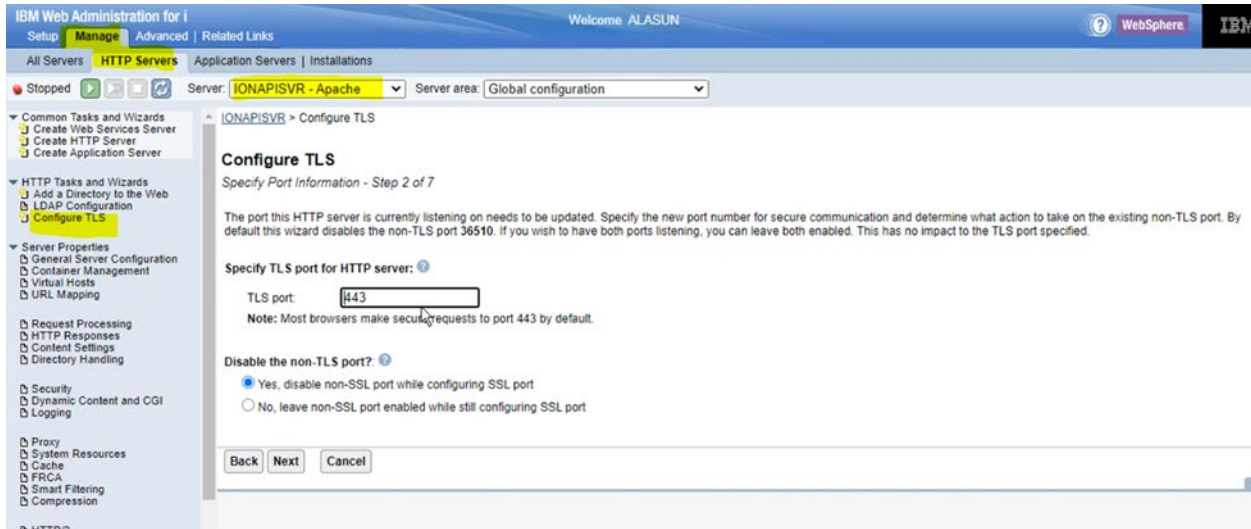 IBM Web Administration for i
Welcome ALASUN
WebSphere.
Setup Manage Advanced | Related Links
All Servers HTTP Servers Application Servers | Installations
Stopped Server: IONAPISVR - Apache Server area: Global configuration
Common Tasks and Wizards
Create Web Services Server
Create HTTP Server
Create Application Server
HTTP Tasks and Wizards
Add a Directory to the Web
LDAP Configuration
Configure TLS
Server Properties
General Server Configuration
Container Management
Virtual Hosts
URL Mapping
Request Processing
HTTP Responses
Content Settings
Directory Handling
Security
Dynamic Content and CGI
Logging
Proxy
System Resources
Cache
FRCA
Smart Filtering
Compression
IONAPISVR > Configure TLS
Configure TLS
Specify Port Information - Step 2 of 7
The port this HTTP server is currently listening on needs to be updated. Specify the new port number for secure communication and determine what action to take on the existing non-TLS port. By
default this wizard disables the non-TLS port 36510. If you wish to have both ports listening, you can leave both enabled. This has no impact to the TLS port specified.
Specify TLS port for HTTP server:
TLS port: 443
Note: Most browsers make secure requests to port 443 by default.
Disable the non-TLS port?:
Yes, disable non-SSL port while configuring SSL port
No, leave non-SSL port enabled while still configuring SSL port
Back Next Cancel